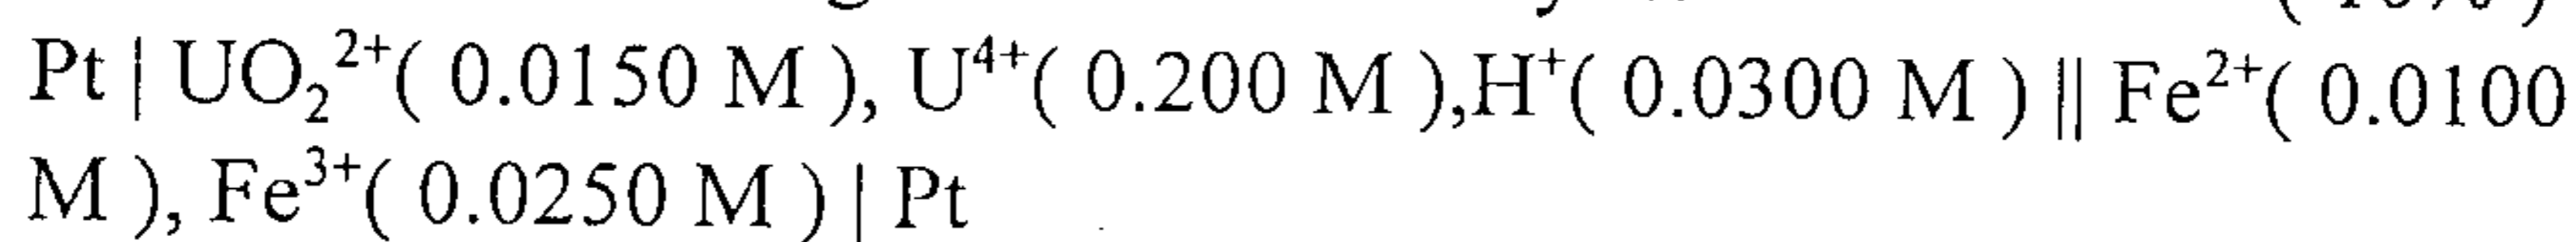 Pt | UO₂²⁺( 0.0150 M ), U⁴⁺( 0.200 M ),H⁺( 0.0300 M ) || Fe²⁺( 0.0100
M ), Fe³⁺( 0.0250 M ) | Pt